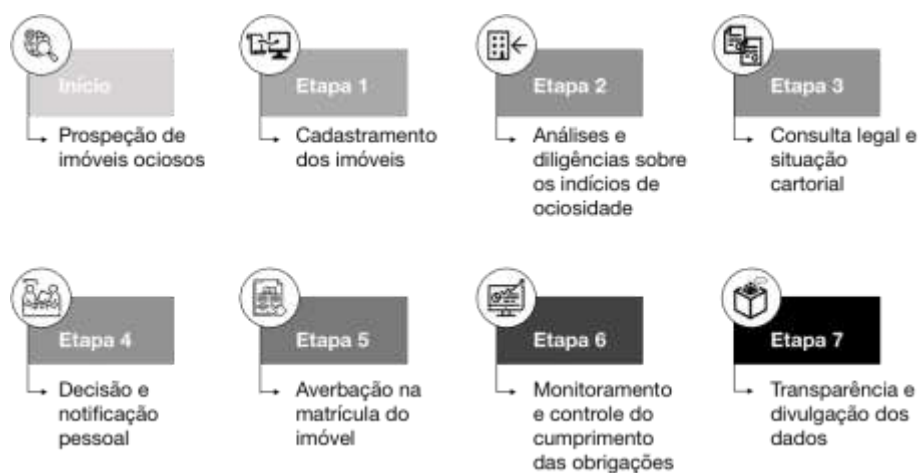 Início
Prospeção de
imóveis ociosos
Etapa 1
Cadastramento
dos imóveis
Etapa 2
Análises e
diligências sobre
os indícios de
ociosidade
Etapa 3
Consulta legal e
situação
cartorial
Etapa 4
Decisão e
notificação
pessoal
Etapa 5
Averbação na
matrícula do
imóvel
Etapa 6
Monitoramento
e controle do
cumprimento
das obrigações
Etapa 7
Transparência e
divulgação dos
dados